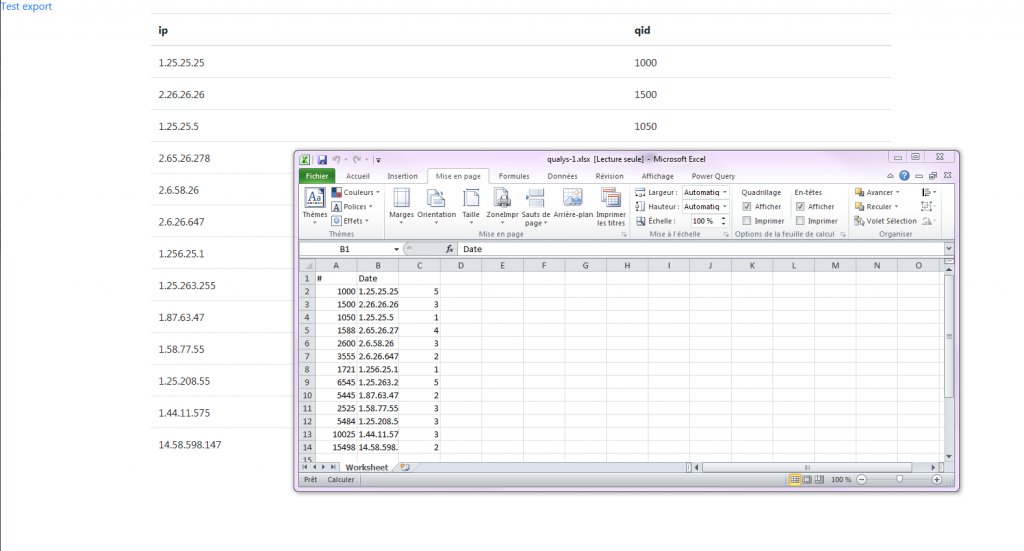 Test export
ip qid
1.25.25.25 1000
2.26.26.26 1500
1.25.25.5 1050
2.65.26.278
2.6.58.26
2.6.26.647
1.256.25.1
1.25.263.255
1.87.63.47
1.58.77.55
1.25.208.55
1.44.11.575
14.58.598.147
qualys-1.xlsx [Lecture seule] - Microsoft Excel
Fichier Accueil Insertion Mise en page Formules Données Révision Affichage Power Query
Thèmes
Couleurs
Polices
Effets
Thèmes
Marges Orientation Taille ZoneImpr Sauts de page Arrière-plan Imprimer les titres
Mise en page
Largeur : Automatiq
Hauteur : Automatiq
Échelle : 100 %
Mise à l'échelle
Quadrillage En-têtes
Afficher Afficher
Imprimer Imprimer
Options de la feuille de calcul
Avancer
Reculer
Volet Sélection
Organiser
B1 fx Date
A B C D E F G H I J K L M N O
1 # Date
2 1000 1.25.25.25 5
3 1500 2.26.26.26 3
4 1050 1.25.25.5 1
5 1588 2.65.26.27 4
6 2600 2.6.58.26 3
7 3555 2.6.26.647 2
8 1721 1.256.25.1 1
9 6545 1.25.263.2 5
10 5445 1.87.63.47 2
11 2525 1.58.77.55 3
12 5484 1.25.208.5 3
13 10025 1.44.11.57 3
14 15498 14.58.598. 2
15
Worksheet
Prêt Calculer 100 %